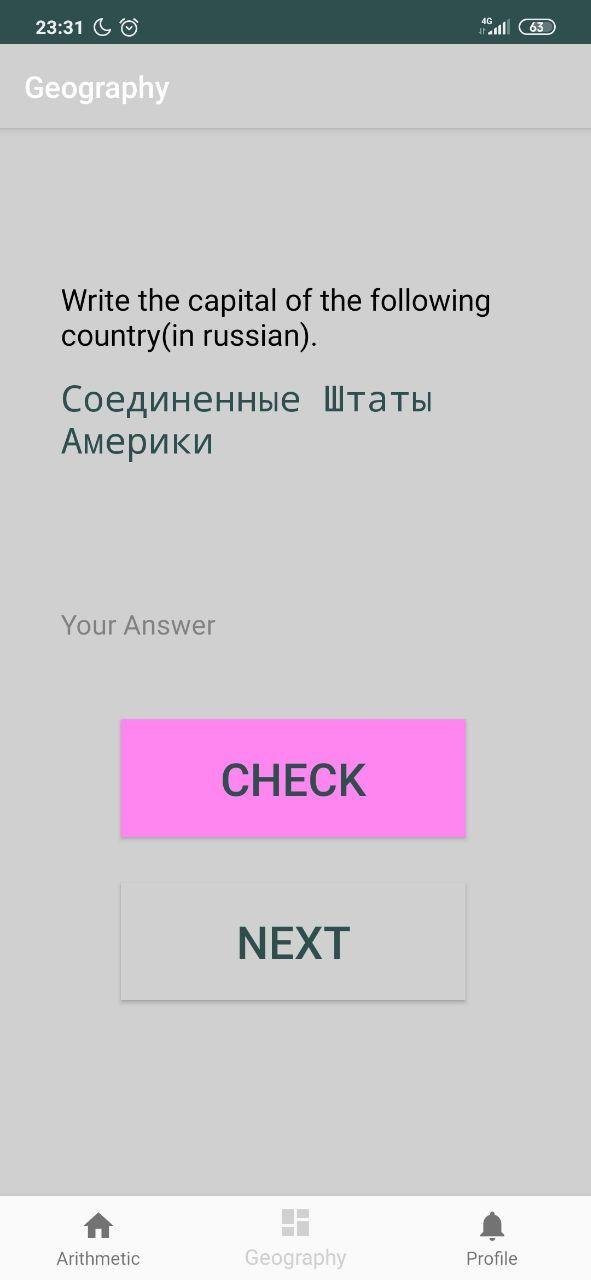 23:31
4G
63
Geography
Write the capital of the following
country(in russian).
Соединенные Штаты
Америки
Your Answer
CHECK
NEXT
Arithmetic
Geography
Profile